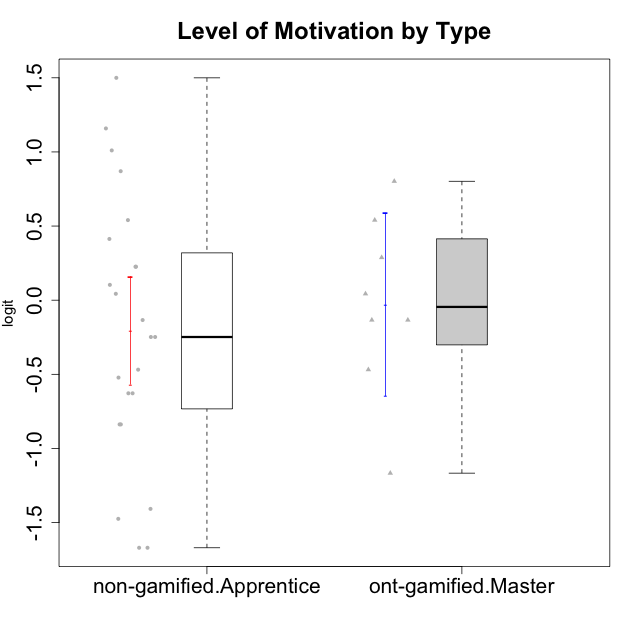 Level of Motivation by Type
1.5
1.0
0.5
0.0
-0.5
-1.0
-1.5
logit
non-gamified.Apprentice
ont-gamified.Master